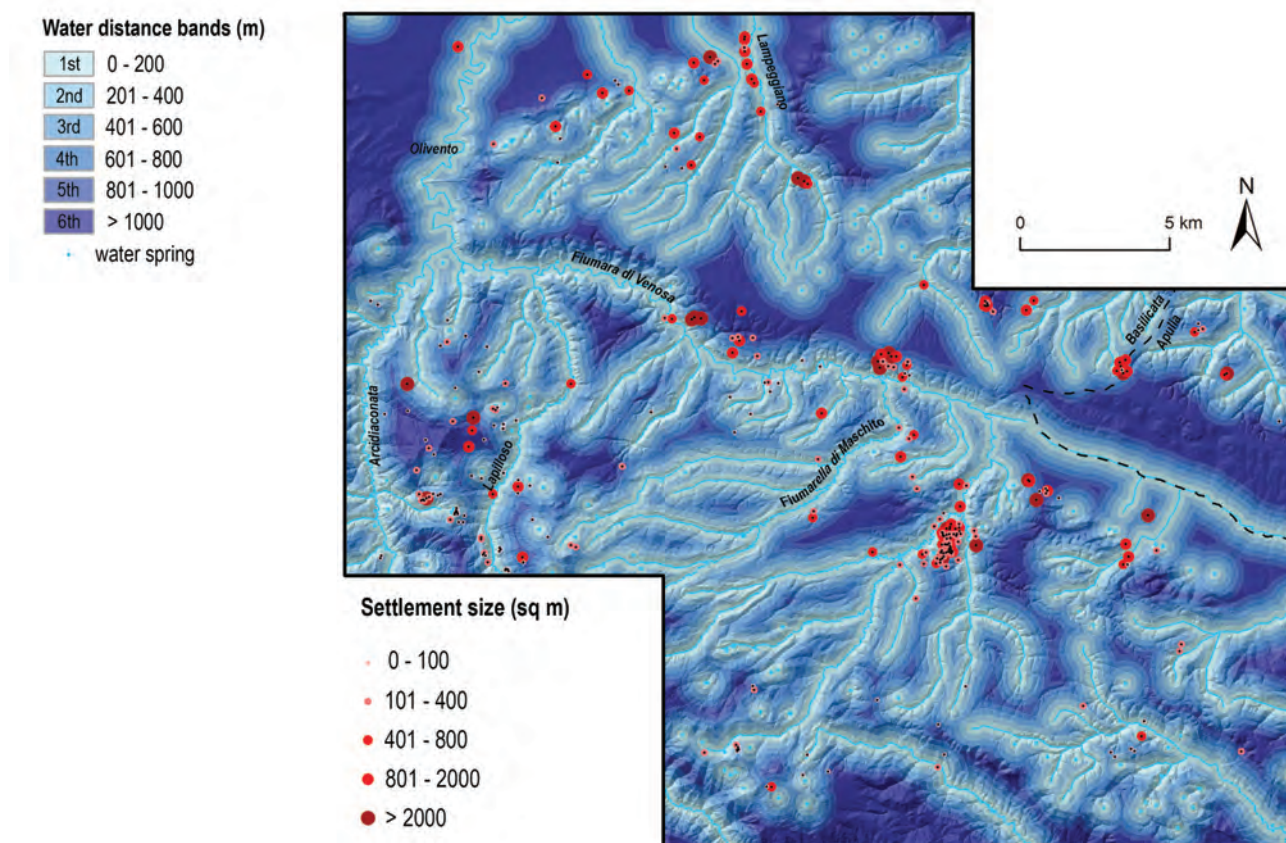 Water distance bands (m)
1st 0 - 200
2nd 201 - 400
3rd 401 - 600
4th 601 - 800
5th 801 - 1000
6th > 1000
water spring
Lampeggiano
Olivento
N
0 5 km
Fiumara di Venosa
Basilicata
Apulia
Arcidiaconata
Lapilloso
Fiumarella di Maschito
Settlement size (sq m)
0 - 100
101 - 400
401 - 800
801 - 2000
> 2000